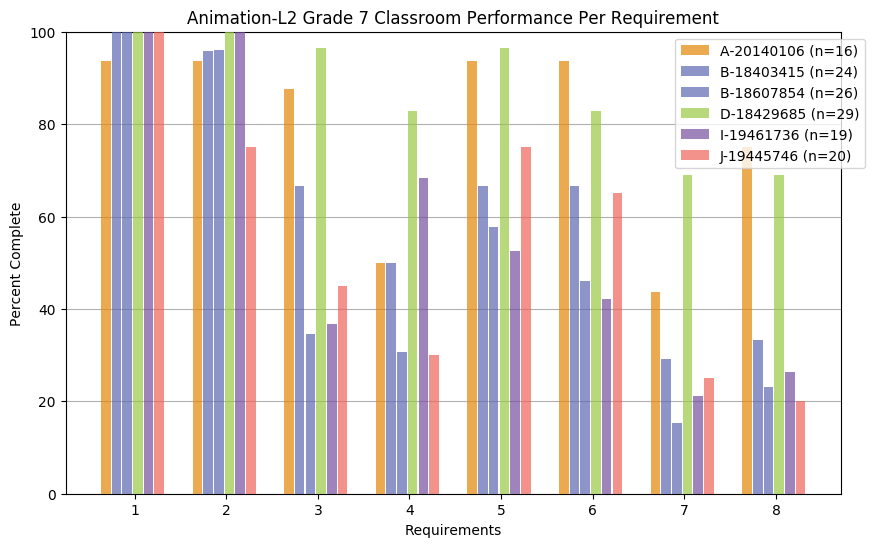 Animation-L2 Grade 7 Classroom Performance Per Requirement
100
80
60
40
20
0
Percent Complete
A-20140106 (n=16)
B-18403415 (n=24)
B-18607854 (n=26)
D-18429685 (n=29)
I-19461736 (n=19)
J-19445746 (n=20)
1 2 3 4 5 6 7 8
Requirements